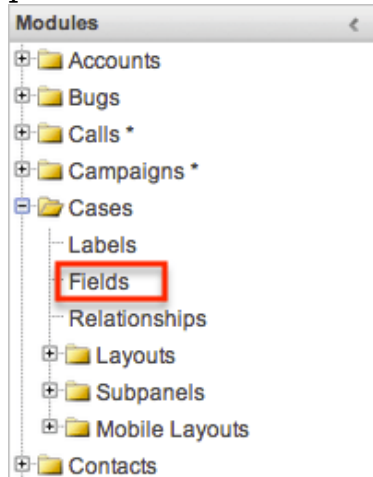 Modules
Accounts
Bugs
Calls *
Campaigns *
Cases
Labels
Fields
Relationships
Layouts
Subpanels
Mobile Layouts
Contacts